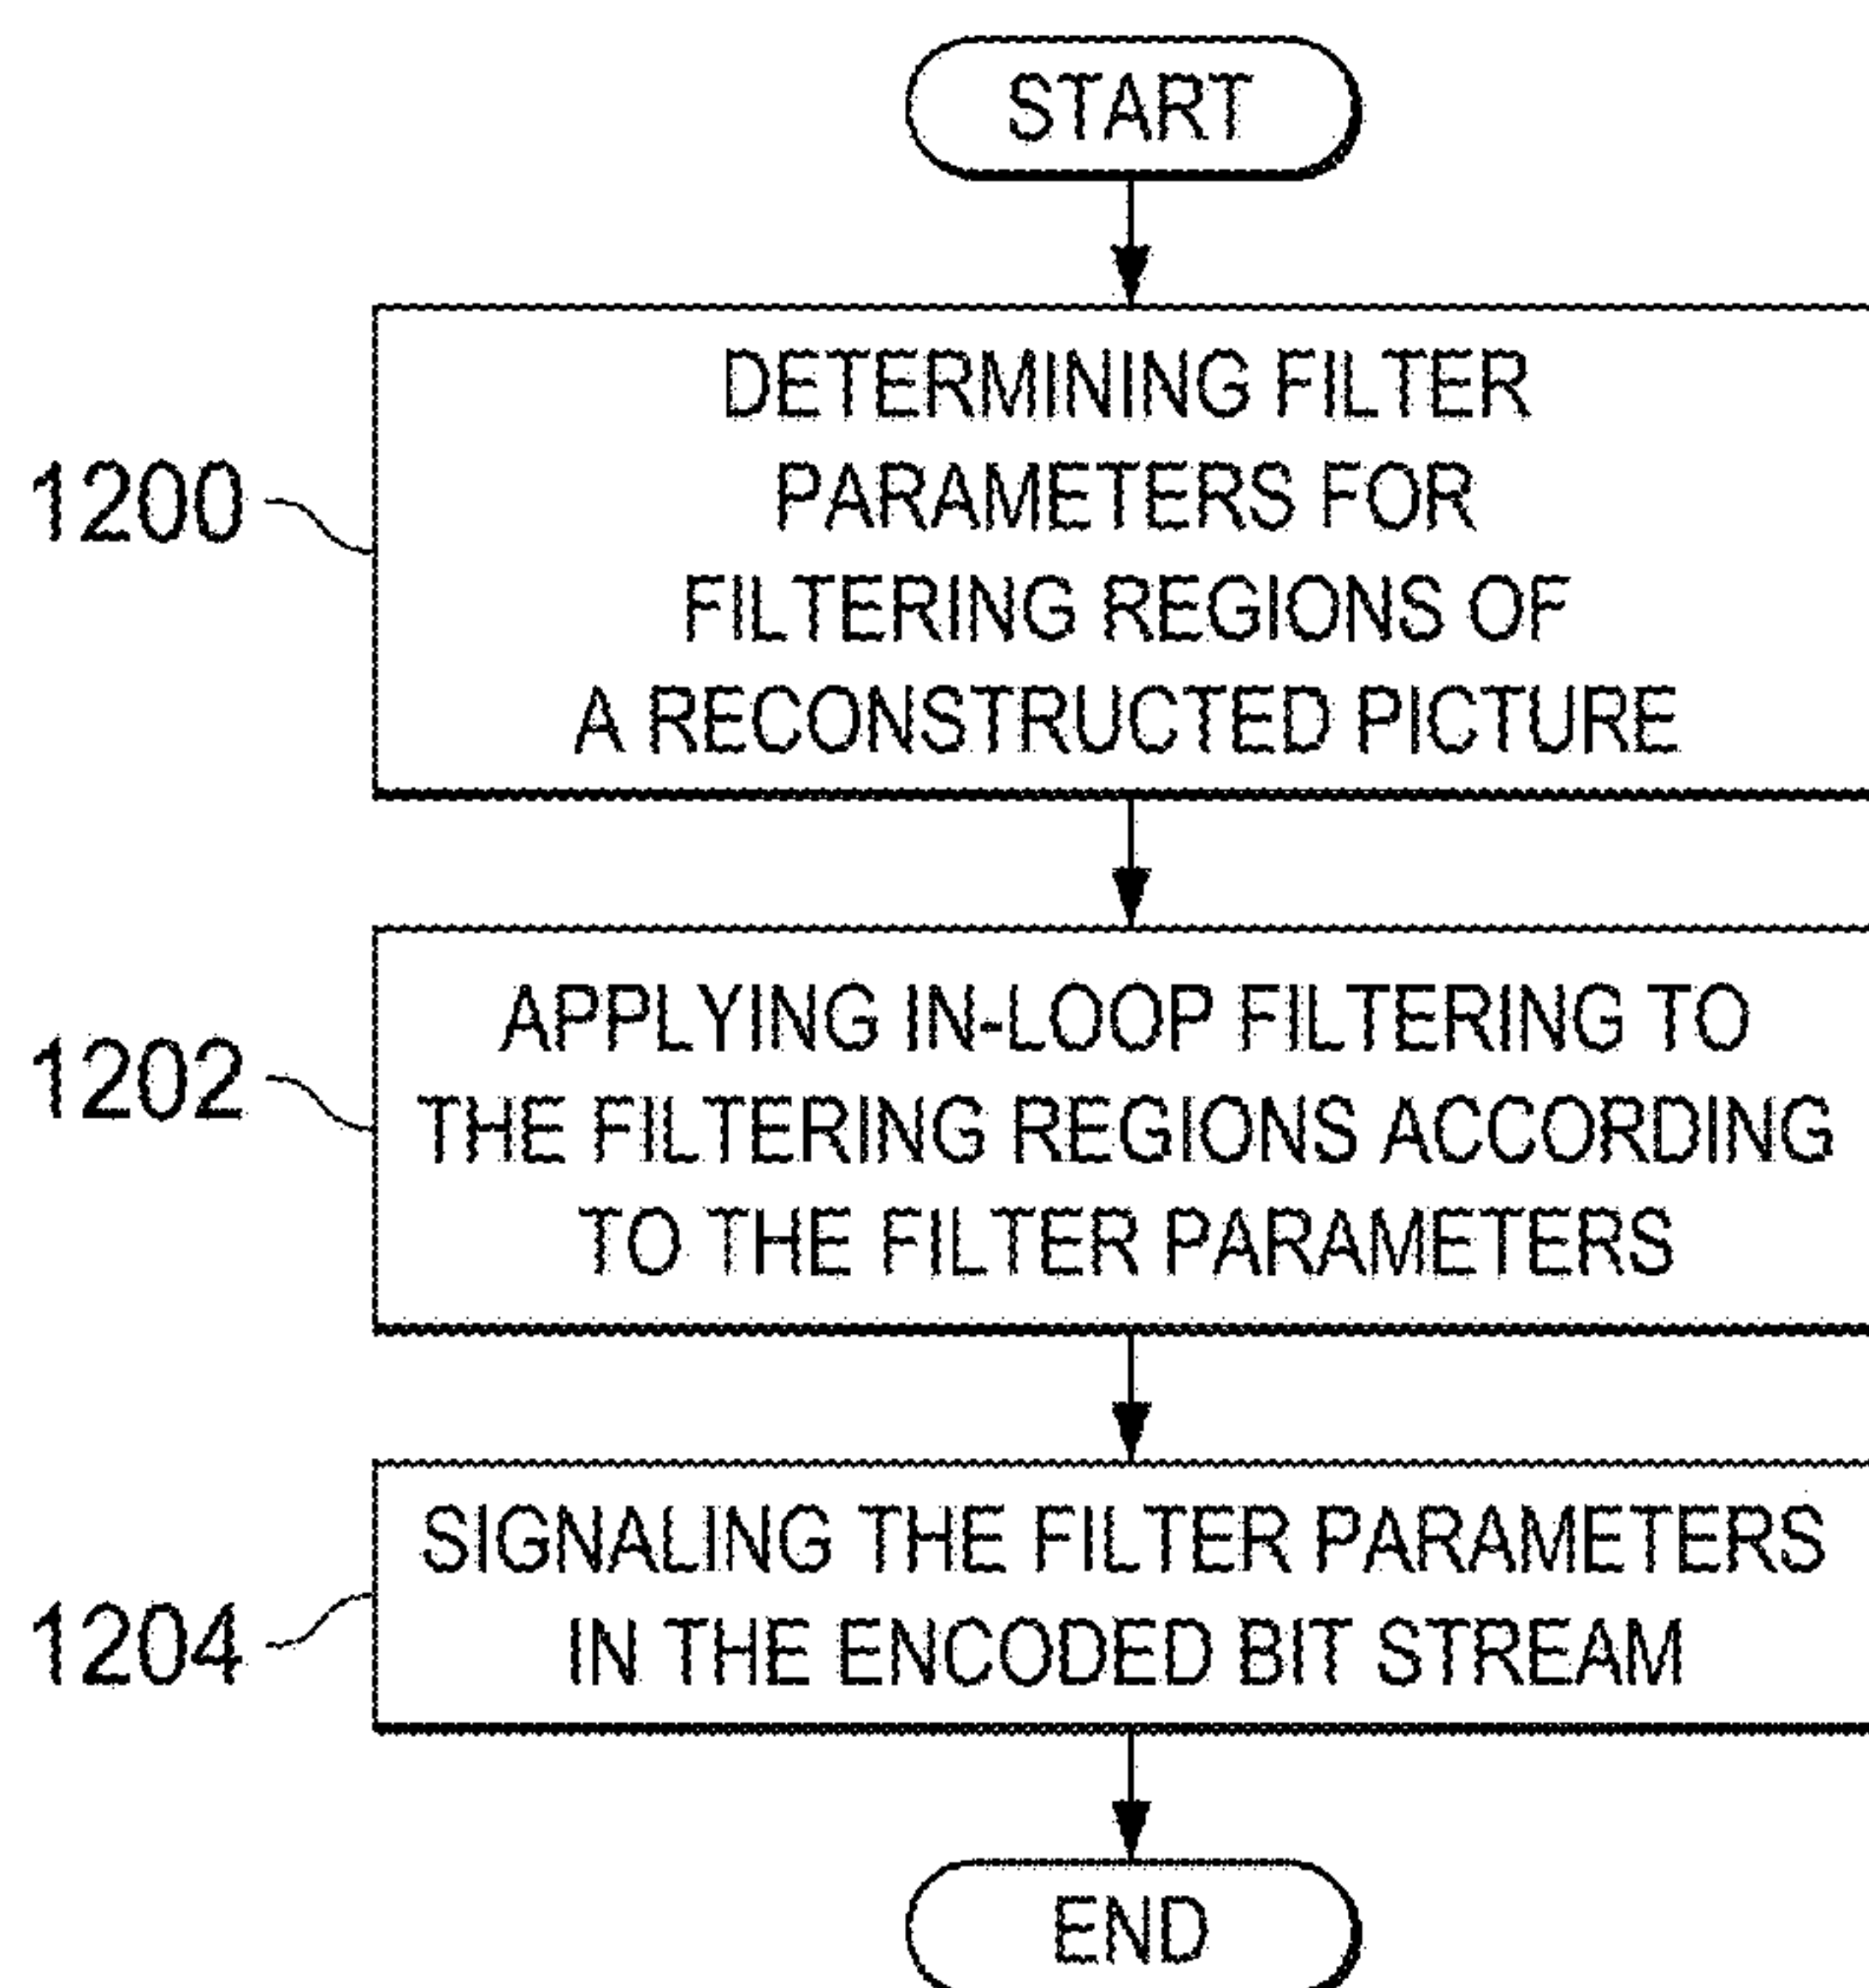 START
1200
DETERMINING FILTER
PARAMETERS FOR
FILTERING REGIONS OF
A RECONSTRUCTED PICTURE
1202
APPLYING IN-LOOP FILTERING TO
THE FILTERING REGIONS ACCORDING
TO THE FILTER PARAMETERS
1204
SIGNALING THE FILTER PARAMETERS
IN THE ENCODED BIT STREAM
END